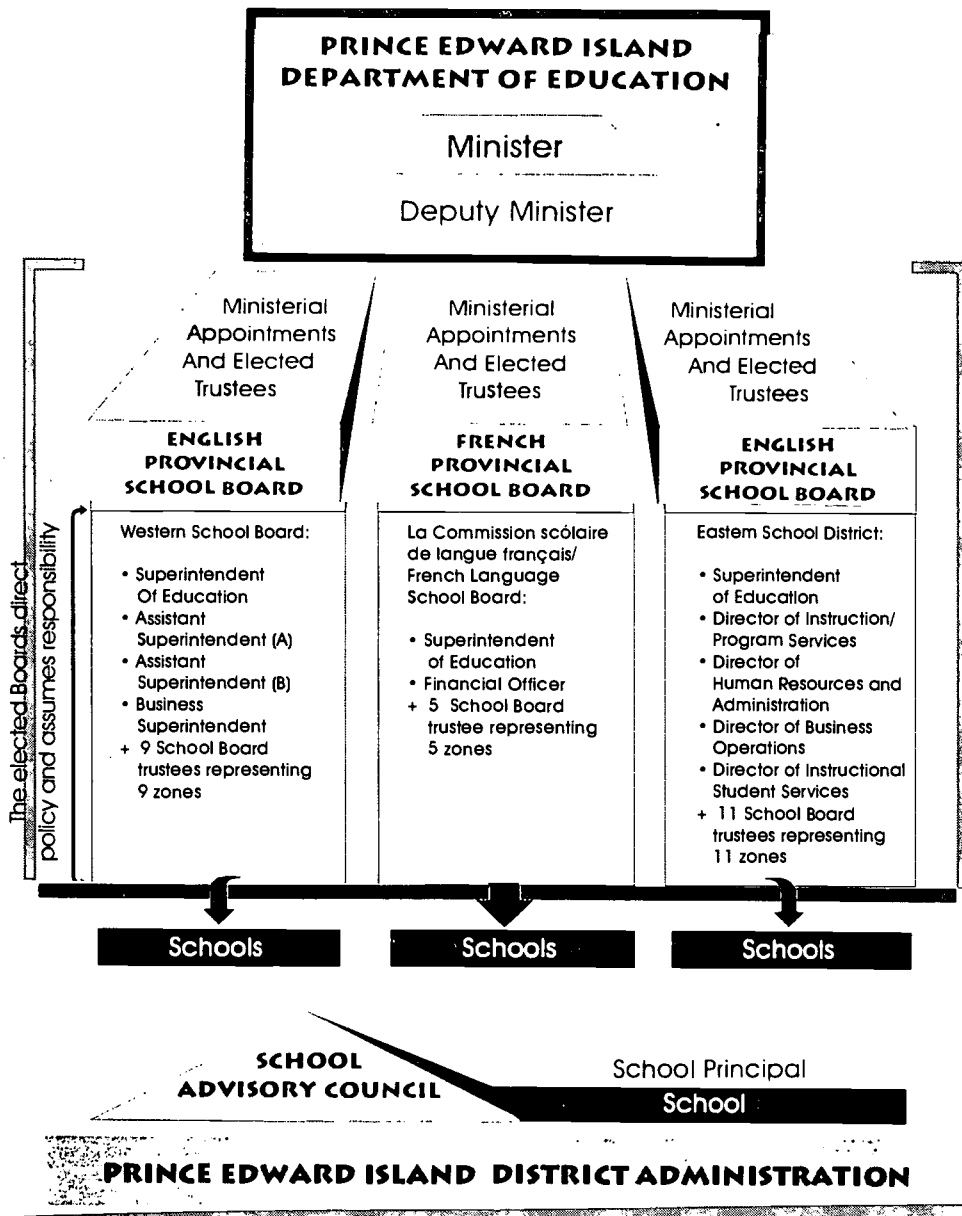 PRINCE EDWARD ISLAND
DEPARTMENT OF EDUCATION
Minister
Deputy Minister
Ministerial
Appointments
And Elected
Trustees
Ministerial
Appointments
And Elected
Trustees
Ministerial
Appointments
And Elected
Trustees
The elected Boards direct
policy and assumes responsibility
ENGLISH
PROVINCIAL
SCHOOL BOARD
Western School Board:
• Superintendent
Of Education
• Assistant
Superintendent (A)
• Assistant
Superintendent (B)
• Business
Superintendent
+ 9 School Board
trustees representing
9 zones
FRENCH
PROVINCIAL
SCHOOL BOARD
La Commission scólaire
de langue français/
French Language
School Board:
• Superintendent
of Education
• Financial Officer
+ 5 School Board
trustee representing
5 zones
ENGLISH
PROVINCIAL
SCHOOL BOARD
Eastern School District:
• Superintendent
of Education
• Director of Instruction/
Program Services
• Director of
Human Resources and
Administration
• Director of Business
Operations
• Director of Instructional
Student Services
+ 11 School Board
trustees representing
11 zones
Schools
Schools
Schools
SCHOOL
ADVISORY COUNCIL
School Principal
School
PRINCE EDWARD ISLAND DISTRICT ADMINISTRATION